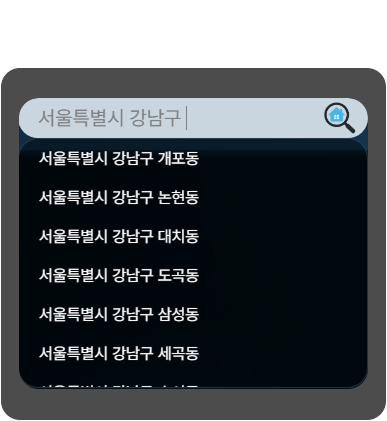 서울특별시 강남구
서울특별시 강남구 개포동
서울특별시 강남구 논현동
서울특별시 강남구 대치동
서울특별시 강남구 도곡동
서울특별시 강남구 삼성동
서울특별시 강남구 세곡동